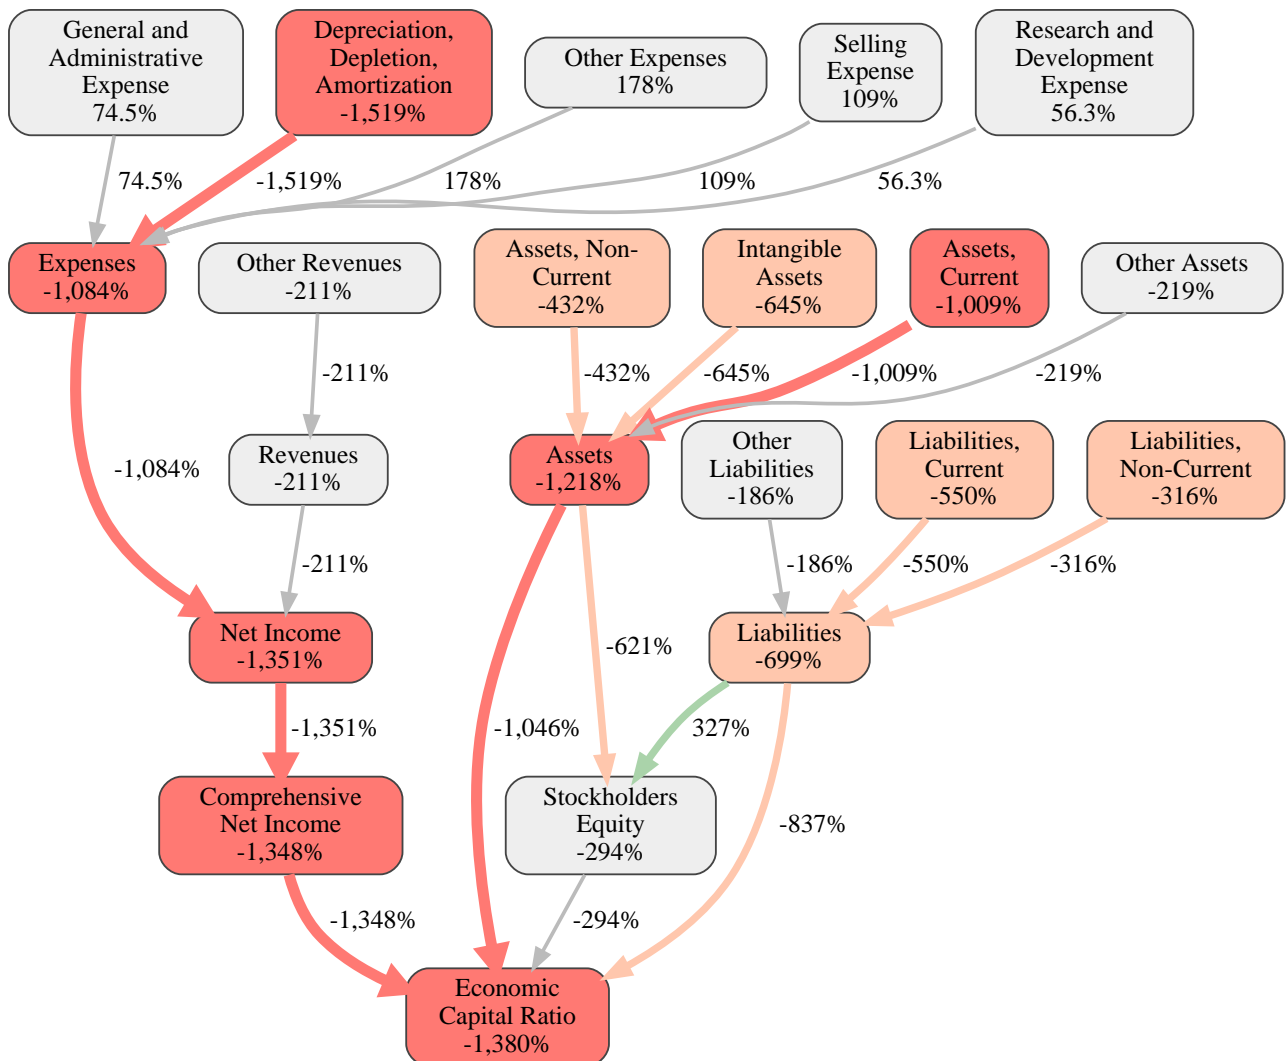 General and
Administrative
Expense
74.5%
Depreciation,
Depletion,
Amortization
-1,519%
Other Expenses
178%
Selling
Expense
109%
Research and
Development
Expense
56.3%
74.5%
-1,519%
178%
109%
56.3%
Expenses
-1,084%
Other Revenues
-211%
Assets, Non-
Current
-432%
Intangible
Assets
-645%
Assets,
Current
-1,009%
Other Assets
-219%
-211%
-432%
-645%
-1,009%
-219%
-1,084%
Revenues
-211%
Assets
-1,218%
Other
Liabilities
-186%
Liabilities,
Current
-550%
Liabilities,
Non-Current
-316%
-211%
-186%
-550%
-316%
Net Income
-1,351%
-621%
Liabilities
-699%
-1,351%
-1,046%
327%
Comprehensive
Net Income
-1,348%
Stockholders
Equity
-294%
-837%
-1,348%
-294%
Economic
Capital Ratio
-1,380%